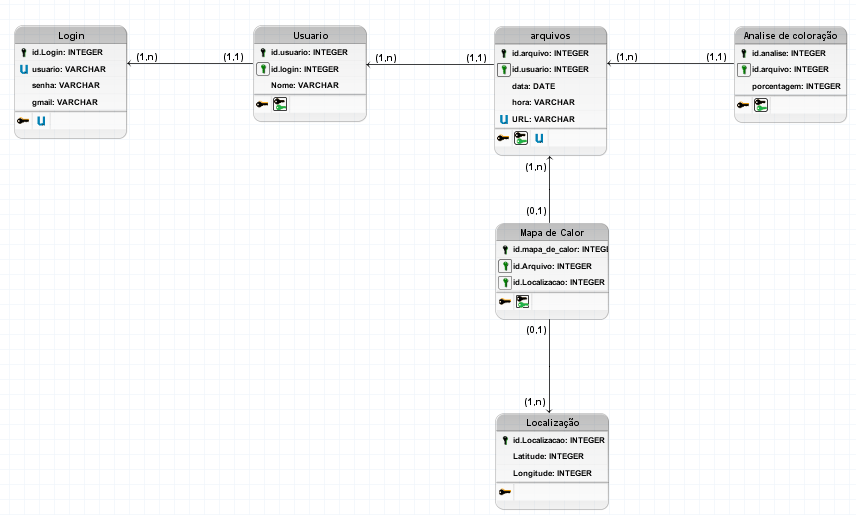 Login
id.Login: INTEGER
usuario: VARCHAR
senha: VARCHAR
gmail: VARCHAR
(1,n)
(1,1)
Usuario
id.usuario: INTEGER
id.login: INTEGER
Nome: VARCHAR
(1,n)
(1,1)
arquivos
id.arquivo: INTEGER
id.usuario: INTEGER
data: DATE
hora: VARCHAR
URL: VARCHAR
(1,n)
(1,1)
Analise de coloração
id.analise: INTEGER
id.arquivo: INTEGER
porcentagem: INTEGER
(1,n)
(0,1)
Mapa de Calor
id.mapa_de_calor: INTEGI
id.Arquivo: INTEGER
id.Localizacao: INTEGER
(0,1)
(1,n)
Localização
id.Localizacao: INTEGER
Latitude: INTEGER
Longitude: INTEGER